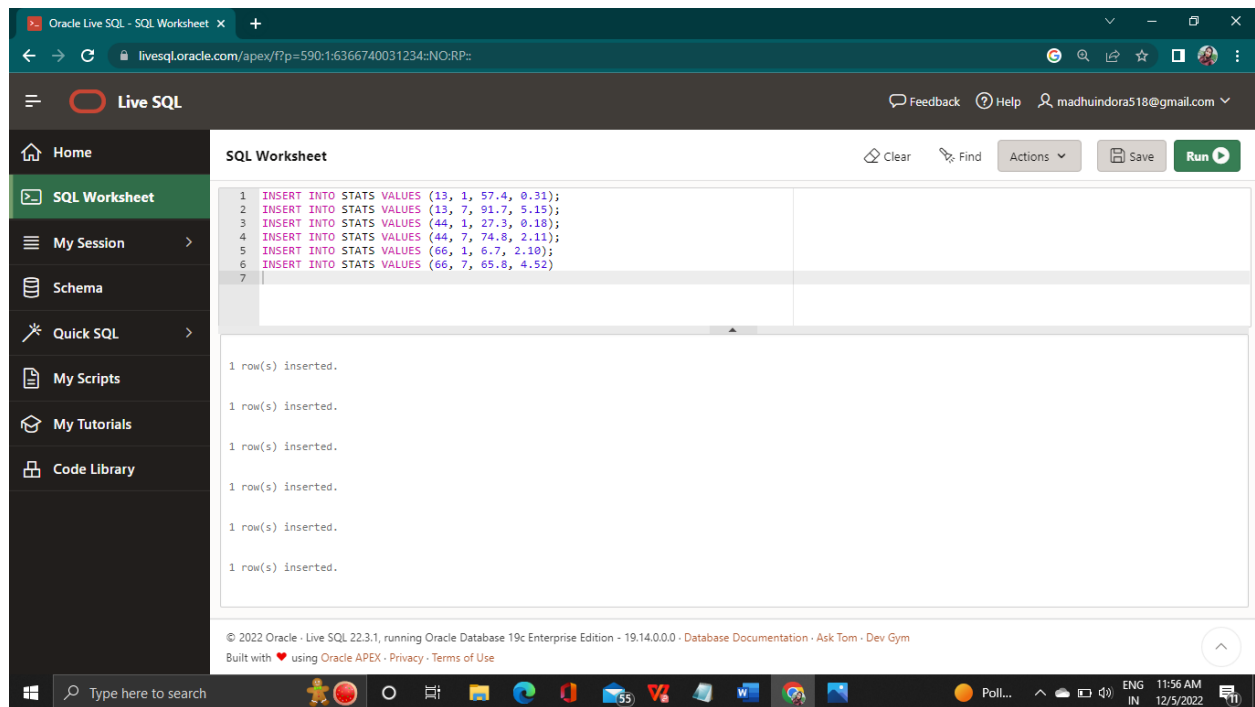 Oracle Live SQL - SQL Worksheet
livesql.oracle.com/apex/f?p=590:1:6366740031234::NO:RP::
Live SQL
Feedback Help madhuindora518@gmail.com
Home
SQL Worksheet
My Session
Schema
Quick SQL
My Scripts
My Tutorials
Code Library
SQL Worksheet
Clear Find Actions Save Run
1 INSERT INTO STATS VALUES (13, 1, 57.4, 0.31);
2 INSERT INTO STATS VALUES (13, 7, 91.7, 5.15);
3 INSERT INTO STATS VALUES (44, 1, 27.3, 0.18);
4 INSERT INTO STATS VALUES (44, 7, 74.8, 2.11);
5 INSERT INTO STATS VALUES (66, 1, 6.7, 2.10);
6 INSERT INTO STATS VALUES (66, 7, 65.8, 4.52)
7
1 row(s) inserted.
1 row(s) inserted.
1 row(s) inserted.
1 row(s) inserted.
1 row(s) inserted.
1 row(s) inserted.
© 2022 Oracle · Live SQL 22.3.1, running Oracle Database 19c Enterprise Edition - 19.14.0.0.0 · Database Documentation · Ask Tom · Dev Gym
Built with ❤ using Oracle APEX · Privacy · Terms of Use
Type here to search
55
Poll...
ENG
IN
11:56 AM
12/5/2022
11